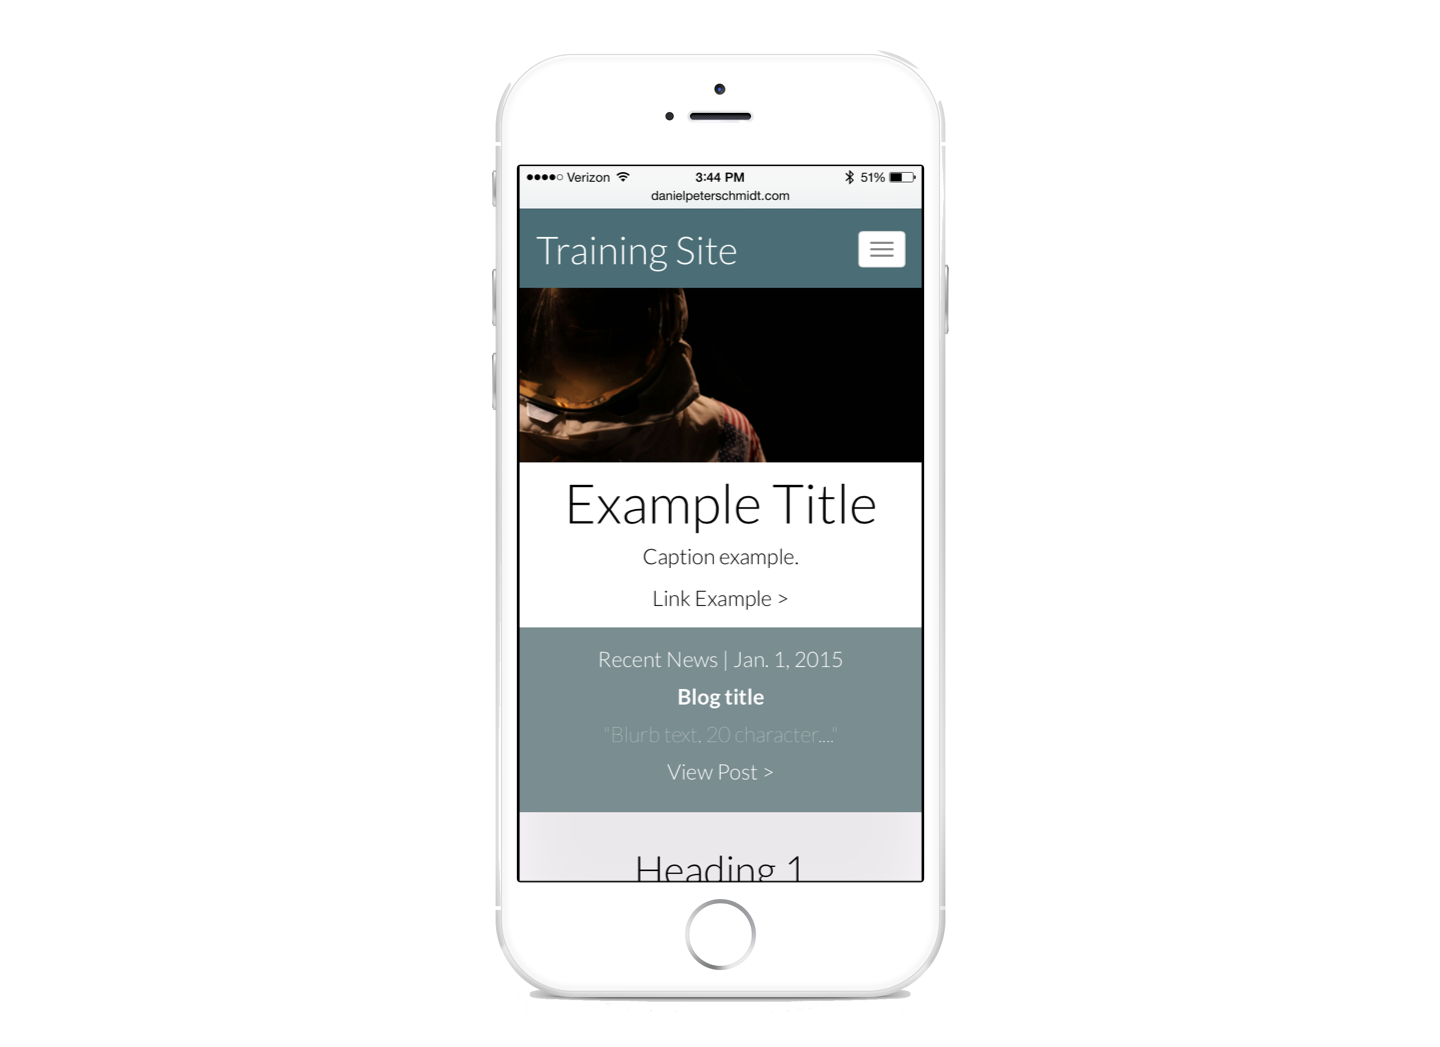 Verizon 3:44 PM 51%
danielpeterschmidt.com
Training Site
Example Title
Caption example.
Link Example >
Recent News | Jan. 1, 2015
Blog title
"Blurb text. 20 character...."
View Post >
Heading 1